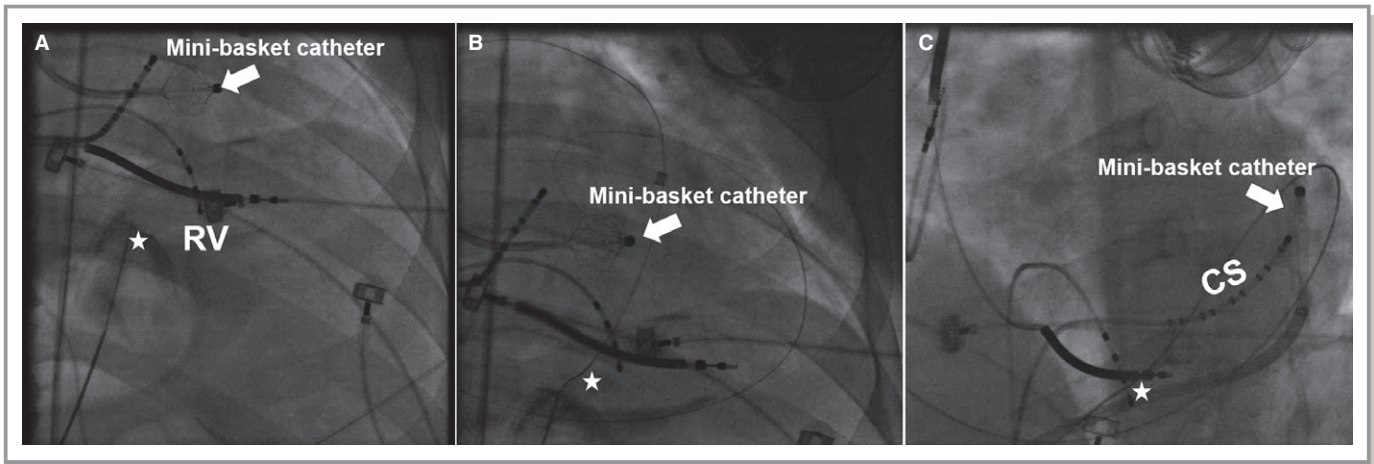 A
Mini-basket catheter
RV
B
Mini-basket catheter
C
Mini-basket catheter
CS